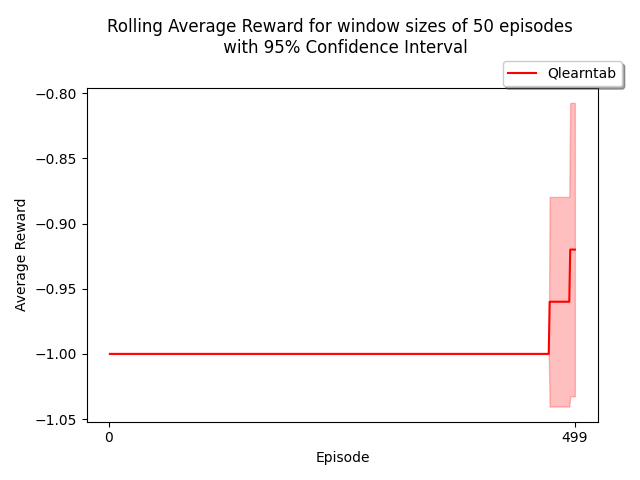 Rolling Average Reward for window sizes of 50 episodes
with 95% Confidence Interval
Qlearntab
−0.80
−0.85
−0.90
−0.95
−1.00
−1.05
Average Reward
0
499
Episode